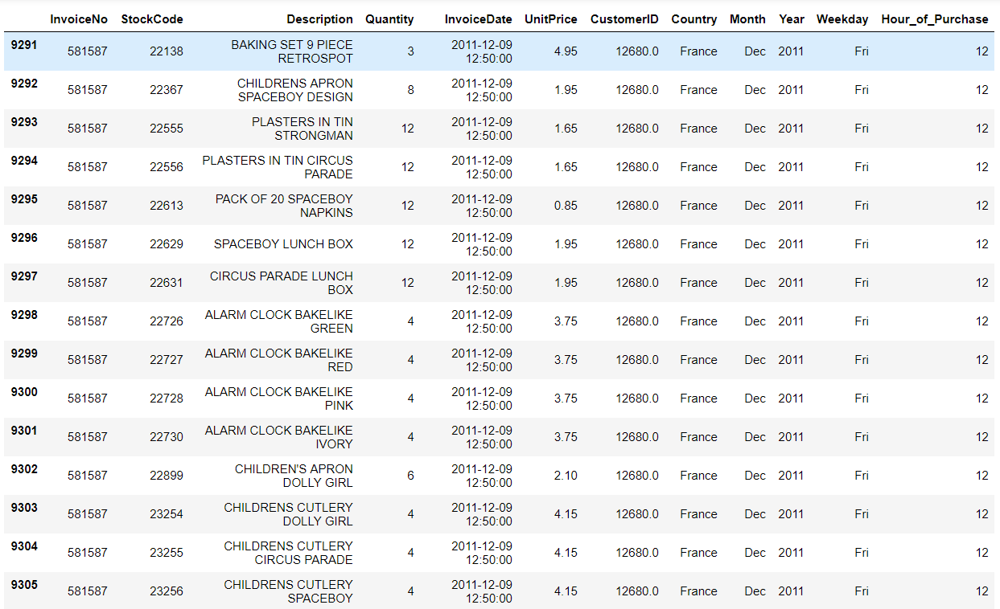 InvoiceNo StockCode Description Quantity InvoiceDate UnitPrice CustomerID Country Month Year Weekday Hour_of_Purchase
9291 581587 22138 BAKING SET 9 PIECE RETROSPOT 3 2011-12-09 12:50:00 4.95 12680.0 France Dec 2011 Fri 12
9292 581587 22367 CHILDRENS APRON SPACEBOY DESIGN 8 2011-12-09 12:50:00 1.95 12680.0 France Dec 2011 Fri 12
9293 581587 22555 PLASTERS IN TIN STRONGMAN 12 2011-12-09 12:50:00 1.65 12680.0 France Dec 2011 Fri 12
9294 581587 22556 PLASTERS IN TIN CIRCUS PARADE 12 2011-12-09 12:50:00 1.65 12680.0 France Dec 2011 Fri 12
9295 581587 22613 PACK OF 20 SPACEBOY NAPKINS 12 2011-12-09 12:50:00 0.85 12680.0 France Dec 2011 Fri 12
9296 581587 22629 SPACEBOY LUNCH BOX 12 2011-12-09 12:50:00 1.95 12680.0 France Dec 2011 Fri 12
9297 581587 22631 CIRCUS PARADE LUNCH BOX 12 2011-12-09 12:50:00 1.95 12680.0 France Dec 2011 Fri 12
9298 581587 22726 ALARM CLOCK BAKELIKE GREEN 4 2011-12-09 12:50:00 3.75 12680.0 France Dec 2011 Fri 12
9299 581587 22727 ALARM CLOCK BAKELIKE RED 4 2011-12-09 12:50:00 3.75 12680.0 France Dec 2011 Fri 12
9300 581587 22728 ALARM CLOCK BAKELIKE PINK 4 2011-12-09 12:50:00 3.75 12680.0 France Dec 2011 Fri 12
9301 581587 22730 ALARM CLOCK BAKELIKE IVORY 4 2011-12-09 12:50:00 3.75 12680.0 France Dec 2011 Fri 12
9302 581587 22899 CHILDREN'S APRON DOLLY GIRL 6 2011-12-09 12:50:00 2.10 12680.0 France Dec 2011 Fri 12
9303 581587 23254 CHILDRENS CUTLERY DOLLY GIRL 4 2011-12-09 12:50:00 4.15 12680.0 France Dec 2011 Fri 12
9304 581587 23255 CHILDRENS CUTLERY CIRCUS PARADE 4 2011-12-09 12:50:00 4.15 12680.0 France Dec 2011 Fri 12
9305 581587 23256 CHILDRENS CUTLERY SPACEBOY 4 2011-12-09 12:50:00 4.15 12680.0 France Dec 2011 Fri 12